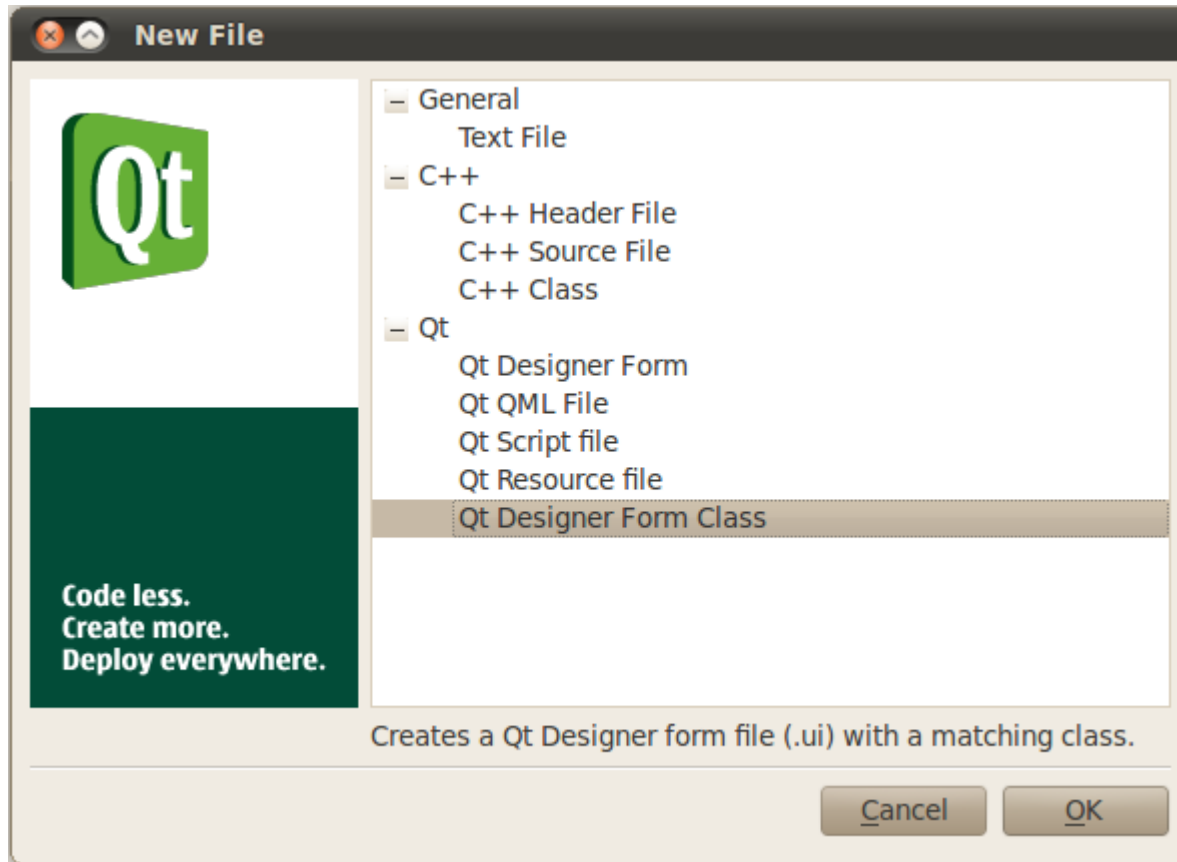 New File
Qt
General
Text File
C++
C++ Header File
C++ Source File
C++ Class
Qt
Qt Designer Form
Qt QML File
Qt Script file
Qt Resource file
Qt Designer Form Class
Code less.
Create more.
Deploy everywhere.
Creates a Qt Designer form file (.ui) with a matching class.
Cancel
OK